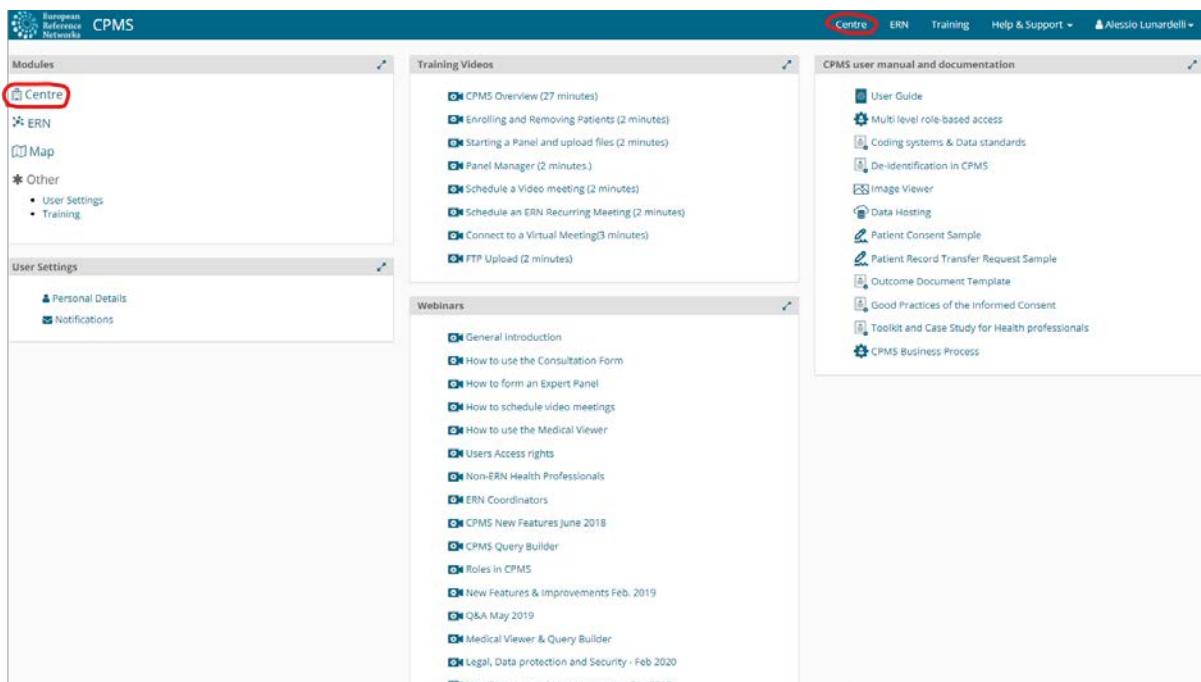 European
Reference
Networks
CPMS
Centre
ERN
Training
Help & Support
Alessio Lunardelli
Modules
Centre
ERN
Map
Other
User Settings
Training
User Settings
Personal Details
Notifications
Training Videos
CPMS Overview (27 minutes)
Enrolling and Removing Patients (2 minutes)
Starting a Panel and upload files (2 minutes)
Panel Manager (2 minutes.)
Schedule a Video meeting (2 minutes)
Schedule an ERN Recurring Meeting (2 minutes)
Connect to a Virtual Meeting(3 minutes)
FTP Upload (2 minutes)
Webinars
General introduction
How to use the Consultation Form
How to form an Expert Panel
How to schedule video meetings
How to use the Medical Viewer
Users Access rights
Non-ERN Health Professionals
ERN Coordinators
CPMS New Features June 2018
CPMS Query Builder
Roles in CPMS
New Features & Improvements Feb. 2019
Q&A May 2019
Medical Viewer & Query Builder
Legal, Data protection and Security - Feb 2020
CPMS user manual and documentation
User Guide
Multi level role-based access
Coding systems & Data standards
De-identification in CPMS
Image Viewer
Data Hosting
Patient Consent Sample
Patient Record Transfer Request Sample
Outcome Document Template
Good Practices of the Informed Consent
Toolkit and Case Study for Health professionals
CPMS Business Process